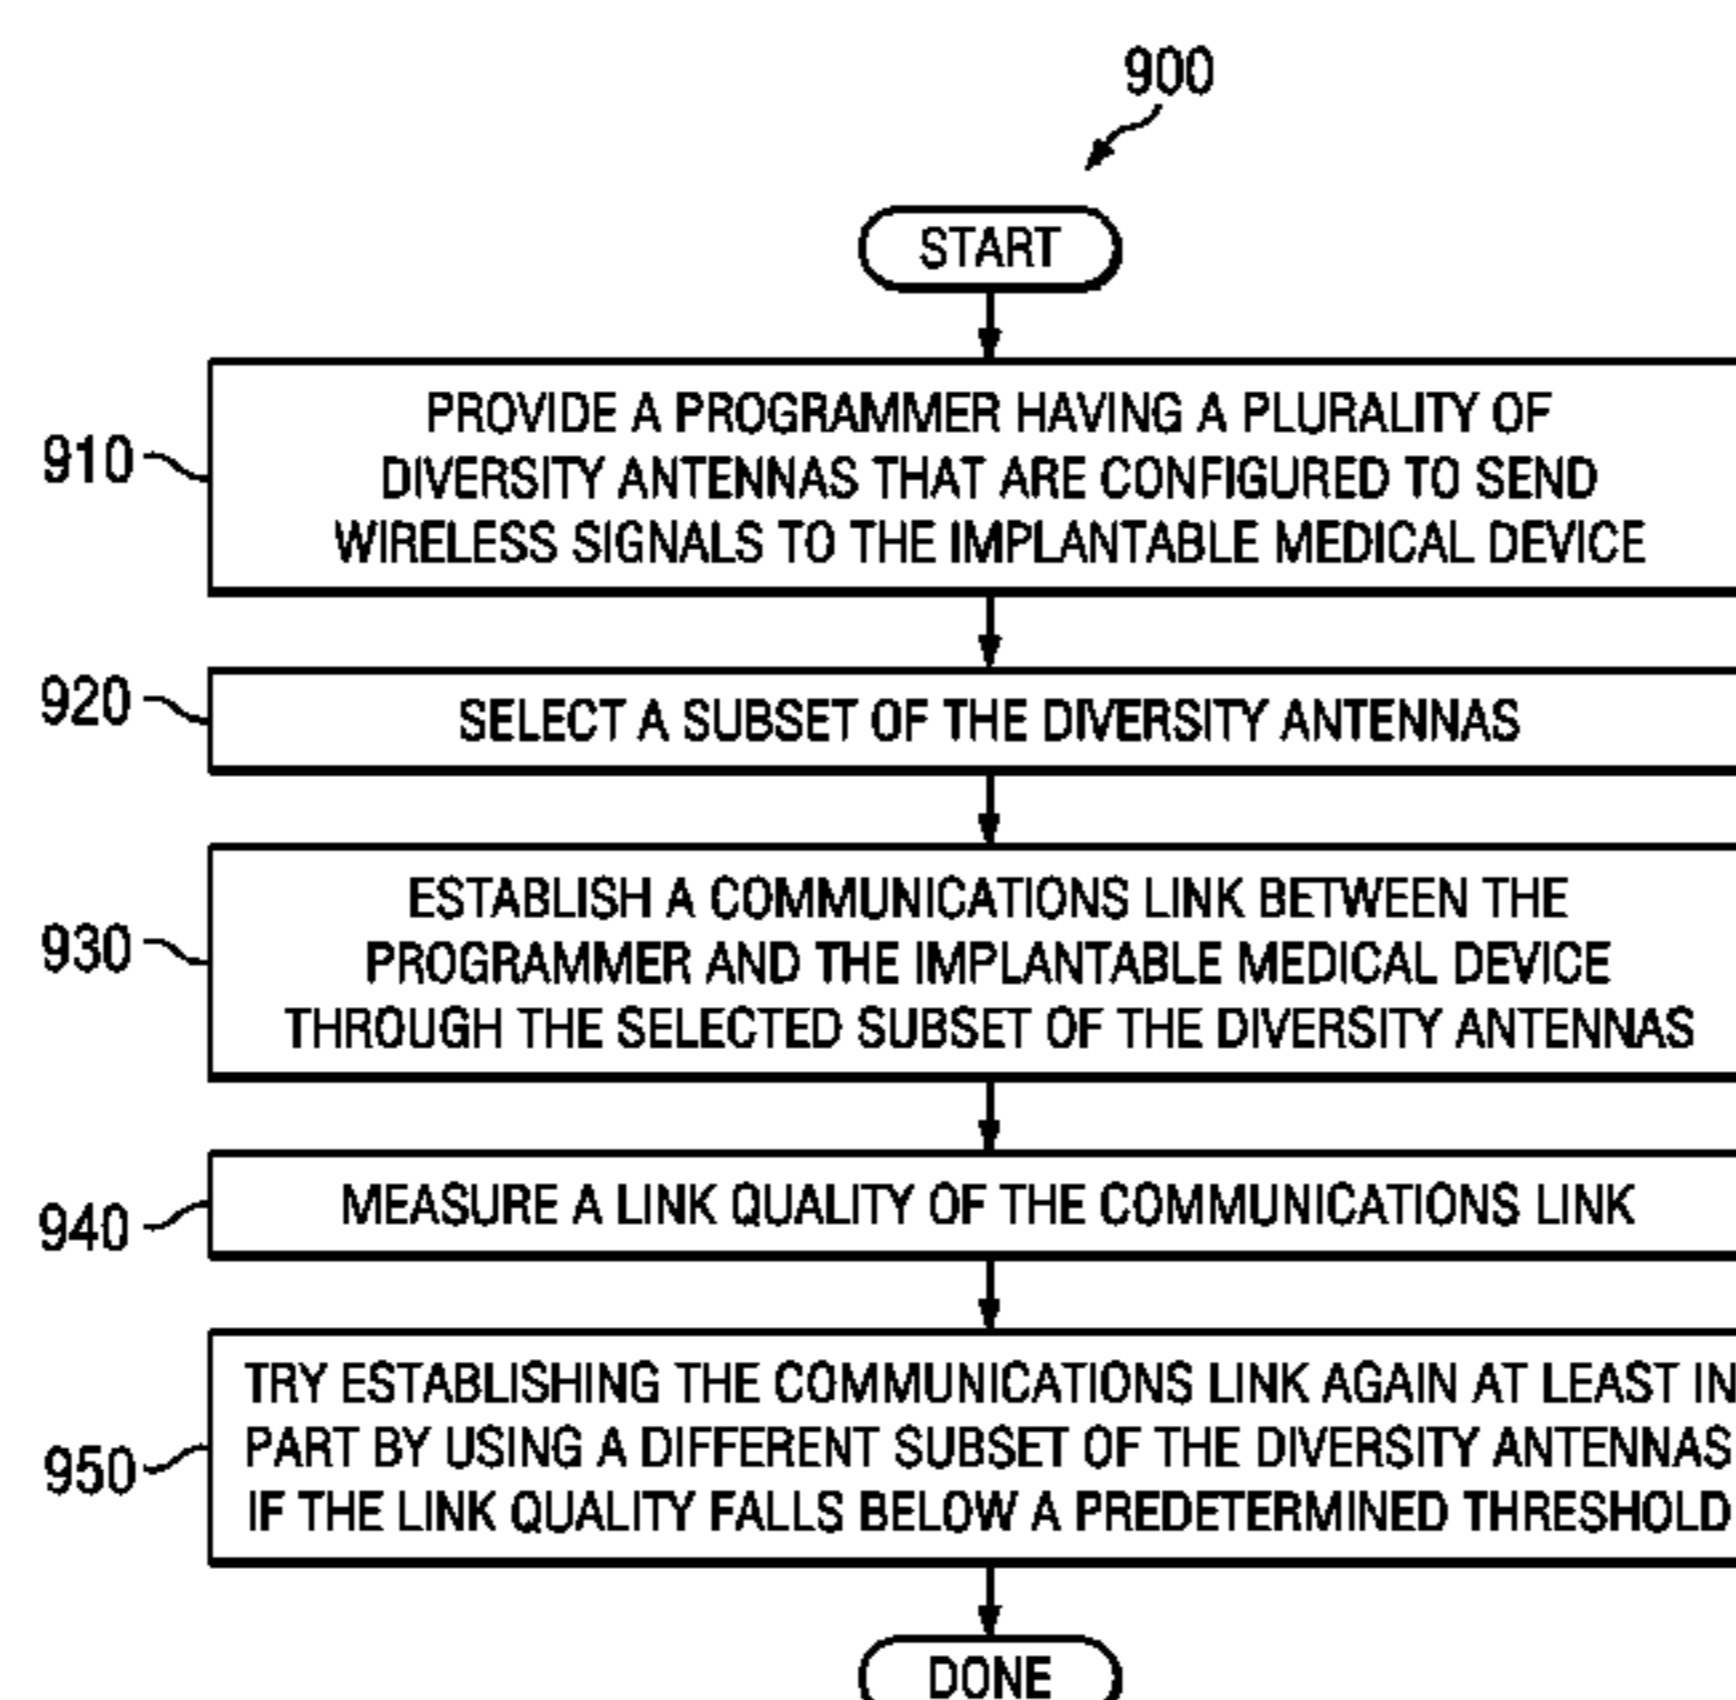 900
START
910
PROVIDE A PROGRAMMER HAVING A PLURALITY OF
DIVERSITY ANTENNAS THAT ARE CONFIGURED TO SEND
WIRELESS SIGNALS TO THE IMPLANTABLE MEDICAL DEVICE
920
SELECT A SUBSET OF THE DIVERSITY ANTENNAS
930
ESTABLISH A COMMUNICATIONS LINK BETWEEN THE
PROGRAMMER AND THE IMPLANTABLE MEDICAL DEVICE
THROUGH THE SELECTED SUBSET OF THE DIVERSITY ANTENNAS
940
MEASURE A LINK QUALITY OF THE COMMUNICATIONS LINK
950
TRY ESTABLISHING THE COMMUNICATIONS LINK AGAIN AT LEAST IN
PART BY USING A DIFFERENT SUBSET OF THE DIVERSITY ANTENNAS
IF THE LINK QUALITY FALLS BELOW A PREDETERMINED THRESHOLD
DONE